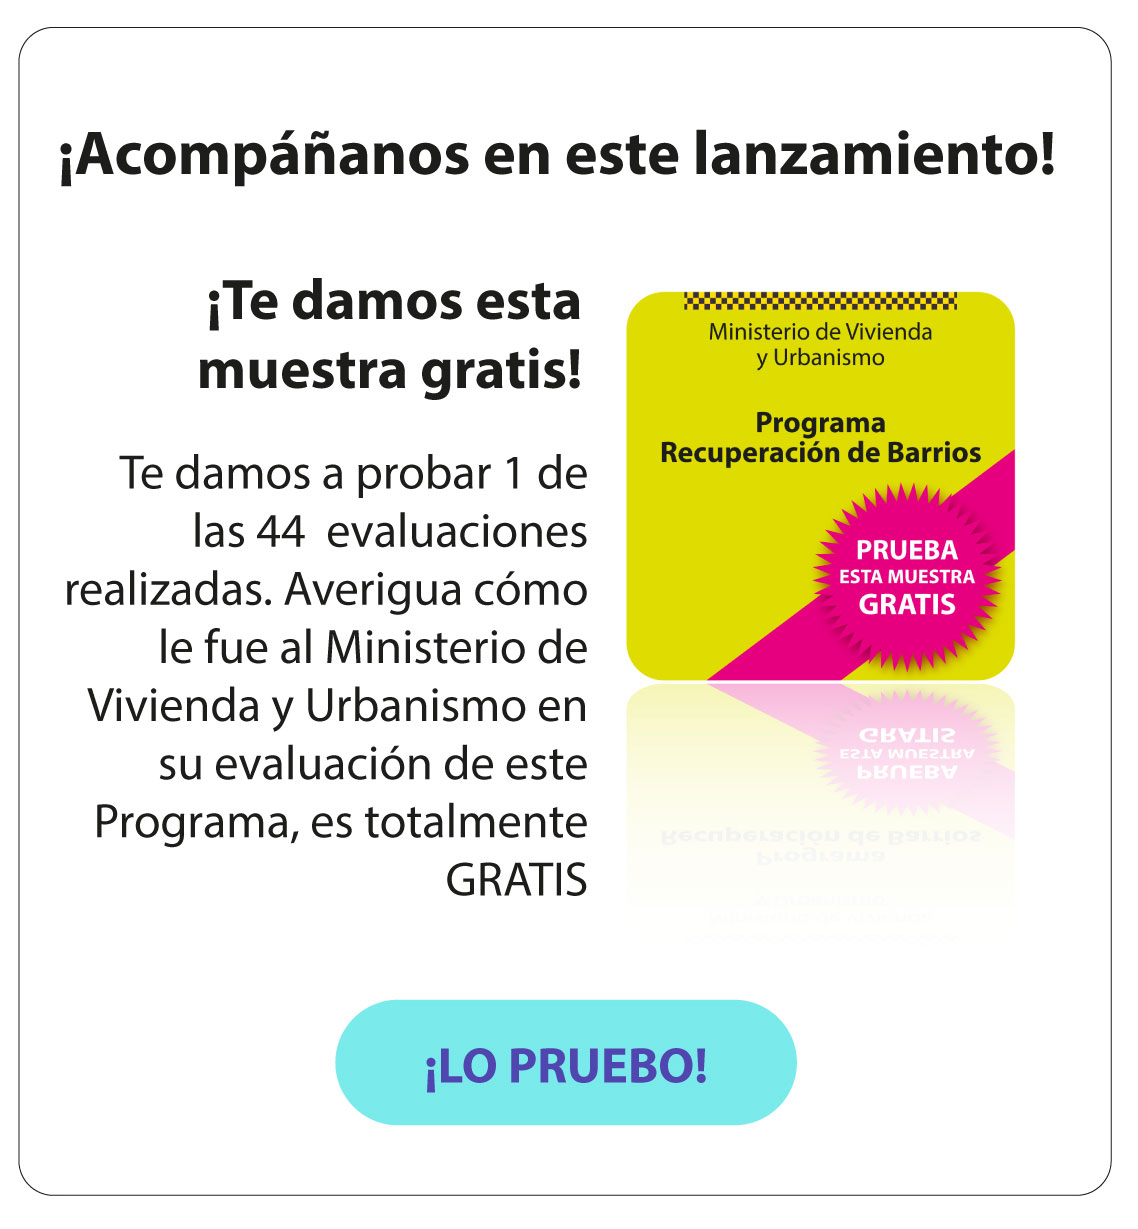 ¡Acompáñanos en este lanzamiento!
¡Te damos esta
muestra gratis!
Te damos a probar 1 de
las 44  evaluaciones
realizadas. Averigua cómo
le fue al Ministerio de
Vivienda y Urbanismo en
su evaluación de este
Programa, es totalmente
GRATIS
Ministerio de Vivienda
y Urbanismo
Programa
Recuperación de Barrios
PRUEBA
ESTA MUESTRA
GRATIS
¡LO PRUEBO!